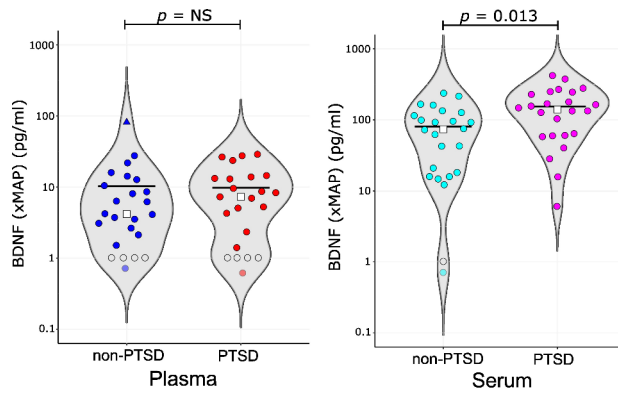 p = NS
p = 0.013
BDNF (xMAP) (pg/ml)
1000
100
10
1
0.1
non-PTSD
PTSD
Plasma
BDNF (xMAP) (pg/ml)
1000
100
10
1
0.1
non-PTSD
PTSD
Serum